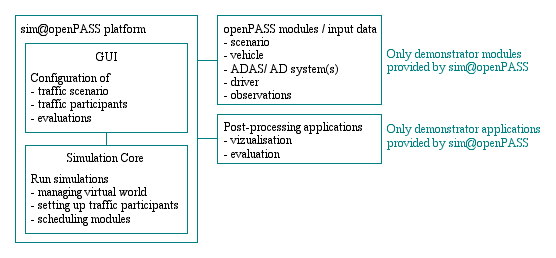 sim@openPASS platform
GUI
Configuration of
- traffic scenario
- traffic participants
- evaluations
Simulation Core
Run simulations
- managing virtual world
- setting up traffic participants
- scheduling modules
openPASS modules / input data
- scenario
- vehicle
- ADAS/ AD system(s)
- driver
- observations
Only demonstrator modules
provided by sim@openPASS
Post-processing applications
- vizualisation
- evaluation
Only demonstrator applications
provided by sim@openPASS